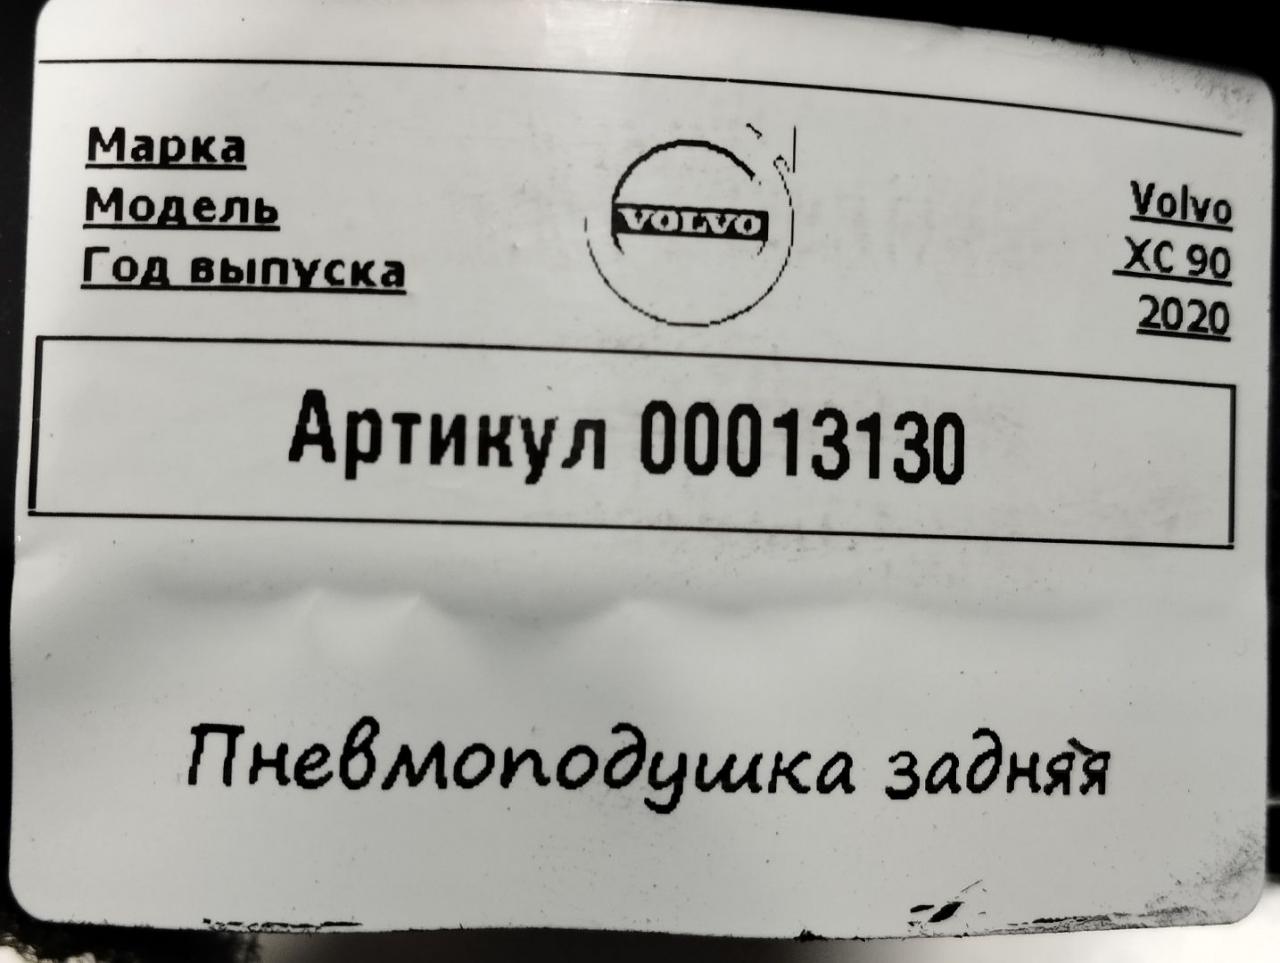 Марка
Модель
Год выпуска
VOLVO
Volvo
XC 90
2020
Артикул 00013130
Пневмоподушка задняя